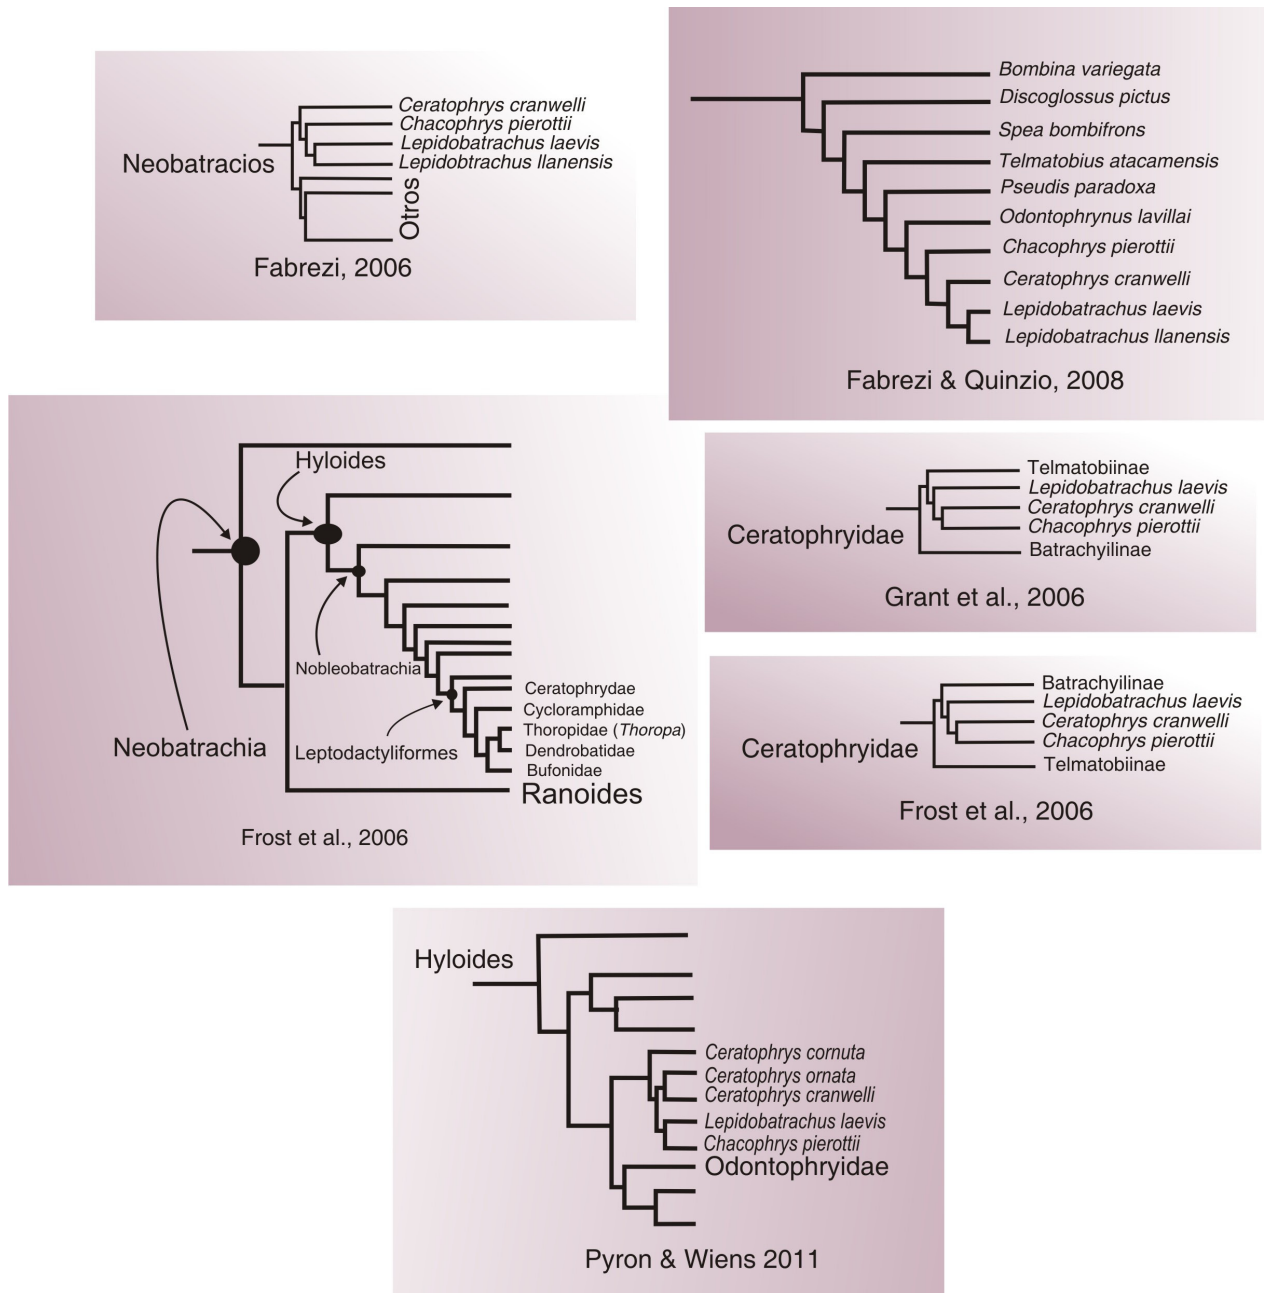 Ceratophrys cranwelli
Chacophrys pierottii
Lepidobatrachus laevis
Lepidobtrachus llanensis
Neobatracios
Otros
Fabrezi, 2006
Bombina variegata
Discoglossus pictus
Spea bombifrons
Telmatobius atacamensis
Pseudis paradoxa
Odontophrynus lavillai
Chacophrys pierottii
Ceratophrys cranwelli
Lepidobatrachus laevis
Lepidobatrachus llanensis
Fabrezi & Quinzio, 2008
Hyloides
Nobleobatrachia
Ceratophrydae
Cycloramphidae
Thoropidae (Thoropa)
Dendrobatidae
Bufonidae
Neobatrachia
Leptodactyliformes
Ranoides
Frost et al., 2006
Telmatobiinae
Lepidobatrachus laevis
Ceratophrys cranwelli
Chacophrys pierottii
Batrachyilinae
Ceratophryidae
Grant et al., 2006
Batrachyilinae
Lepidobatrachus laevis
Ceratophrys cranwelli
Chacophrys pierottii
Telmatobiinae
Ceratophryidae
Frost et al., 2006
Hyloides
Ceratophrys cornuta
Ceratophrys ornata
Ceratophrys cranwelli
Lepidobatrachus laevis
Chacophrys pierottii
Odontophryidae
Pyron & Wiens 2011